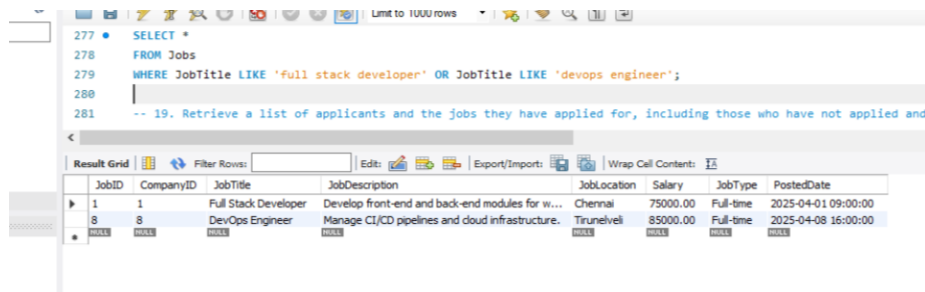 Limit to 1000 rows
277 SELECT *
278 FROM Jobs
279 WHERE JobTitle LIKE 'full stack developer' OR JobTitle LIKE 'devops engineer';
280
281 -- 19. Retrieve a list of applicants and the jobs they have applied for, including those who have not applied and
Result Grid Filter Rows: Edit: Export/Import: Wrap Cell Content:
JobID CompanyID JobTitle JobDescription JobLocation Salary JobType PostedDate
1 1 Full Stack Developer Develop front-end and back-end modules for w... Chennai 75000.00 Full-time 2025-04-01 09:00:00
8 8 DevOps Engineer Manage CI/CD pipelines and cloud infrastructure. Tirunelveli 85000.00 Full-time 2025-04-08 16:00:00
NULL NULL NULL NULL NULL NULL NULL NULL